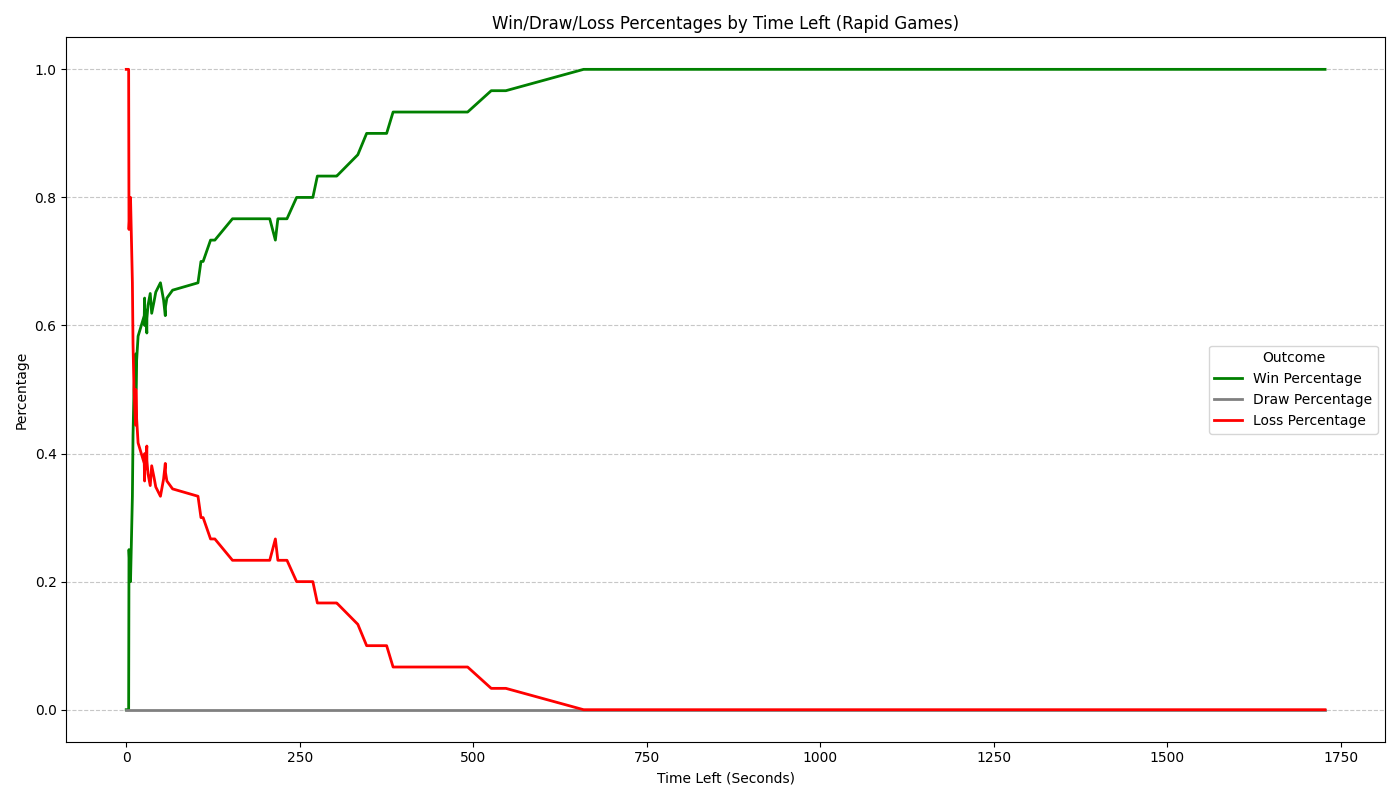 Win/Draw/Loss Percentages by Time Left (Rapid Games)
1.0
0.8
0.6
0.4
0.2
0.0
Percentage
Outcome
Win Percentage
Draw Percentage
Loss Percentage
0 250 500 750 1000 1250 1500 1750
Time Left (Seconds)